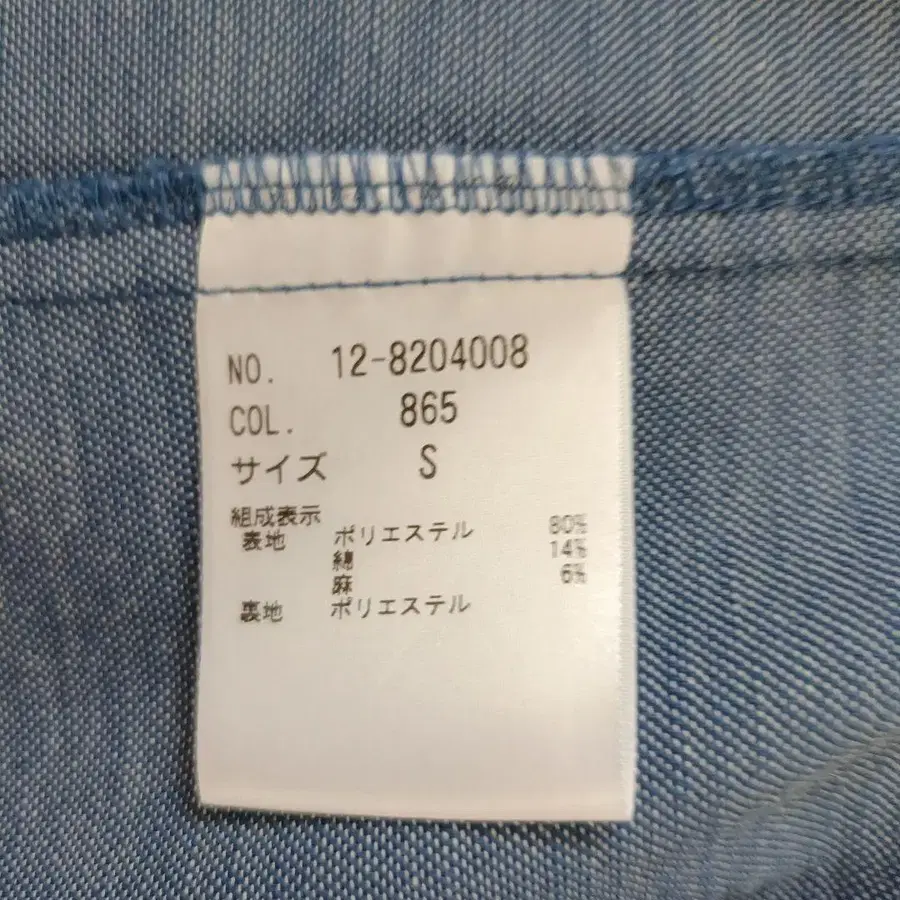 NO. 12-8204008
COL. 865
サイズ S
組成表示
表地 ポリエステル 80%
綿 14%
麻 6%
裏地 ポリエステル